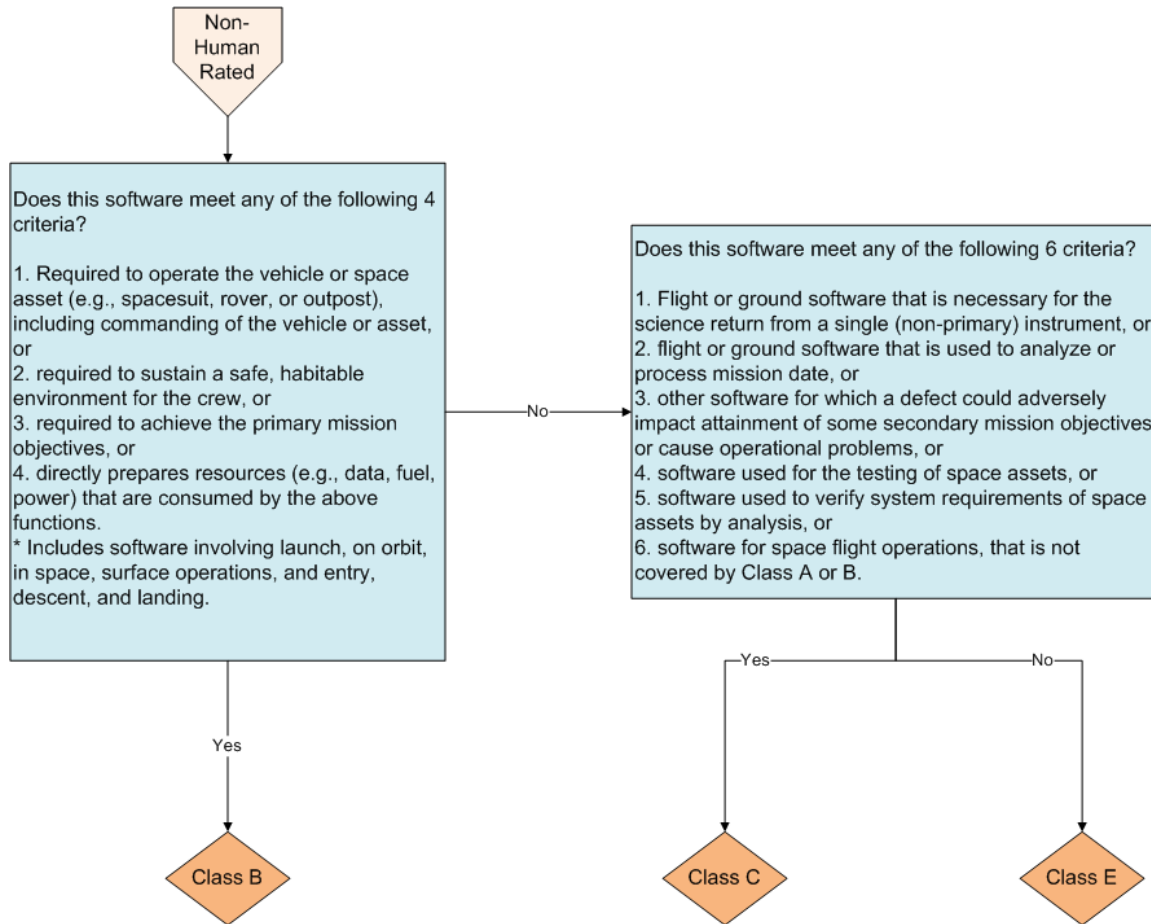 Non-
Human
Rated
Does this software meet any of the following 4
criteria?
1. Required to operate the vehicle or space
asset (e.g., spacesuit, rover, or outpost),
including commanding of the vehicle or asset,
or
2. required to sustain a safe, habitable
environment for the crew, or
3. required to achieve the primary mission
objectives, or
4. directly prepares resources (e.g., data, fuel,
power) that are consumed by the above
functions.
* Includes software involving launch, on orbit,
in space, surface operations, and entry,
descent, and landing.
No
Does this software meet any of the following 6 criteria?
1. Flight or ground software that is necessary for the
science return from a single (non-primary) instrument, or
2. flight or ground software that is used to analyze or
process mission date, or
3. other software for which a defect could adversely
impact attainment of some secondary mission objectives
or cause operational problems, or
4. software used for the testing of space assets, or
5. software used to verify system requirements of space
assets by analysis, or
6. software for space flight operations, that is not
covered by Class A or B.
Yes
No
Yes
Class B
Class C
Class E